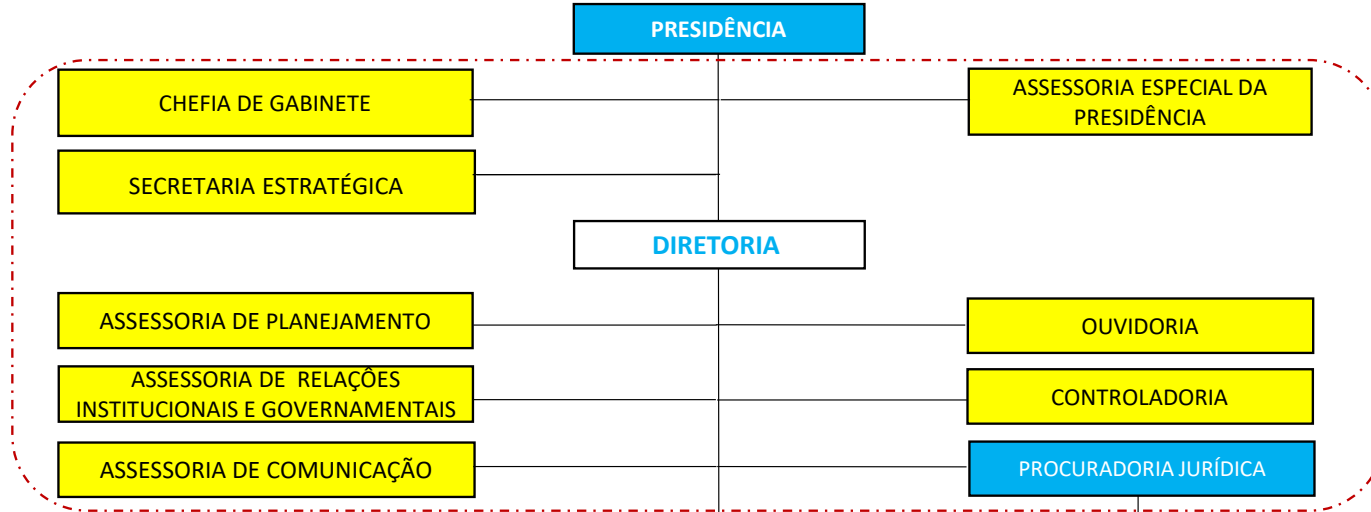 PRESIDÊNCIA
CHEFIA DE GABINETE
ASSESSORIA ESPECIAL DA
PRESIDÊNCIA
SECRETARIA ESTRATÉGICA
DIRETORIA
ASSESSORIA DE PLANEJAMENTO
OUVIDORIA
ASSESSORIA DE RELAÇÕES
INSTITUCIONAIS E GOVERNAMENTAIS
CONTROLADORIA
ASSESSORIA DE COMUNICAÇÃO
PROCURADORIA JURÍDICA